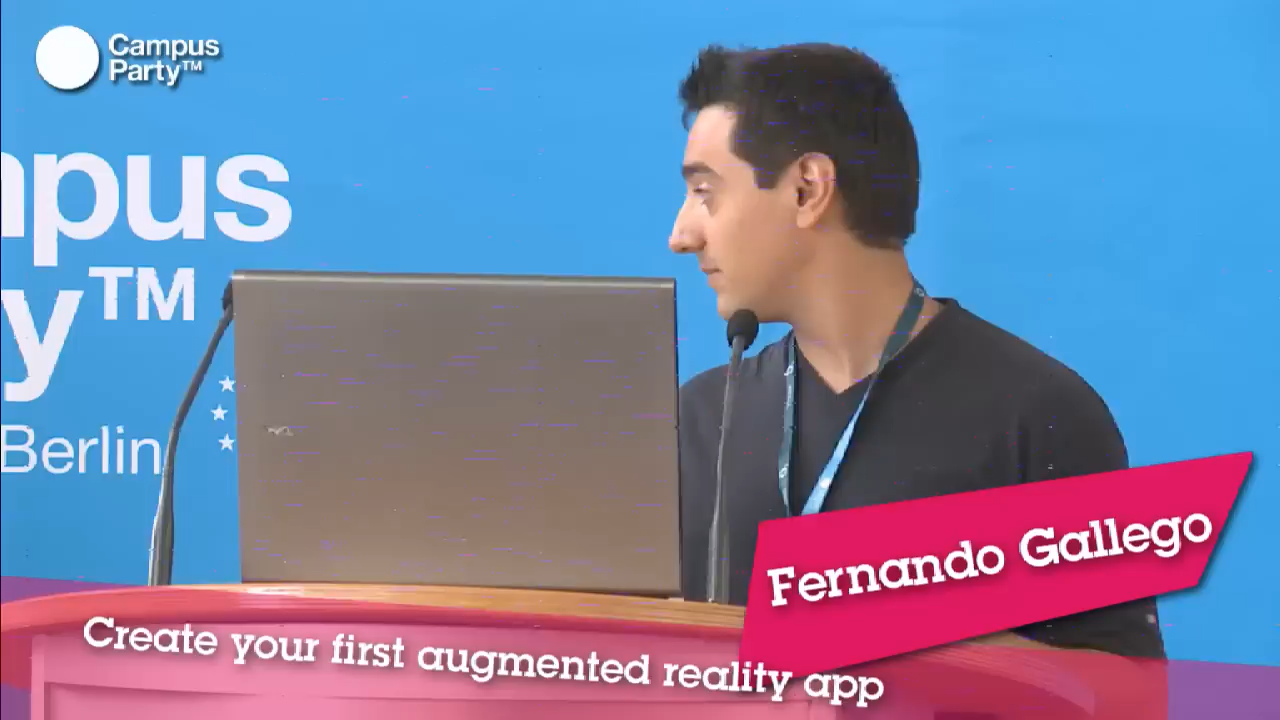 Campus
Party™
mpus
y™
Berlin
Fernando Gallego
Create your first augmented reality app